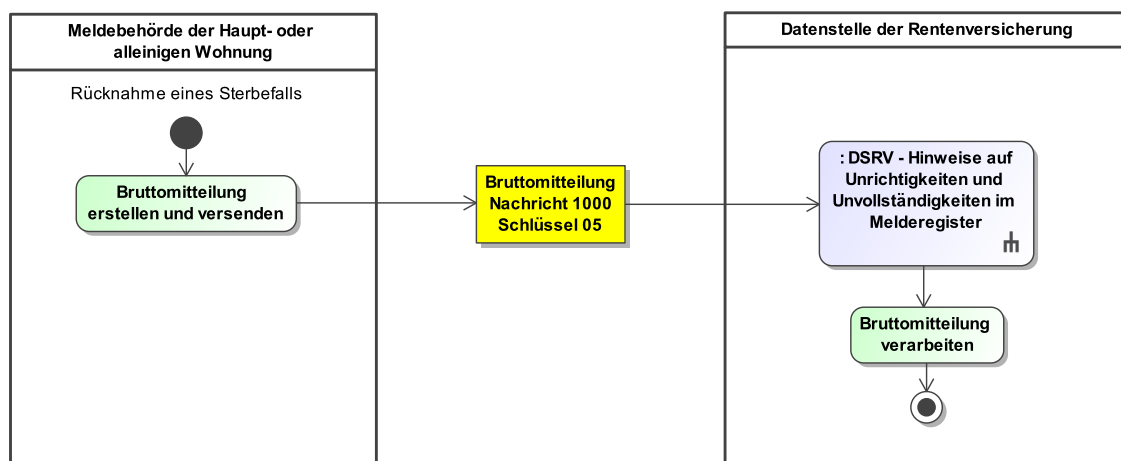 Meldebehörde der Haupt- oder
alleinigen Wohnung
Rücknahme eines Sterbefalls
Bruttomitteilung
erstellen und versenden
Bruttomitteilung
Nachricht 1000
Schlüssel 05
Datenstelle der Rentenversicherung
: DSRV - Hinweise auf
Unrichtigkeiten und
Unvollständigkeiten im
Melderegister
Bruttomitteilung
verarbeiten